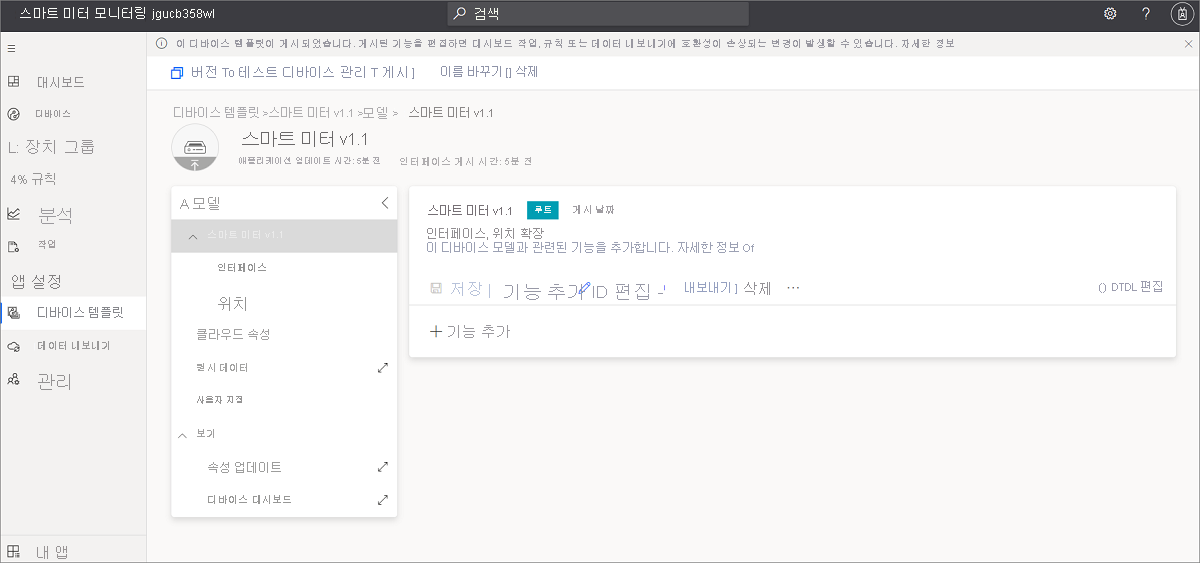 스마트 미터 모니터링 jgucb358wl
검색
이 디바이스 템플릿이 게시되었습니다. 게시된 기능을 편집하면 대시보드 작업, 규칙 또는 데이터 내보내기에 호환성이 손상되는 변경이 발생할 수 있습니다. 자세한 정보
버전 To 테스트 디바이스 관리 T 게시 ]
이름 바꾸기 [] 삭제
대시보드
디바이스
L: 장치 그룹
4% 규칙
분석
작업
앱 설정
디바이스 템플릿
데이터 내보내기
관리
내 앱
디바이스 템플릿 >스마트 미터 v1.1 >모델 > 스마트 미터 v1.1
스마트 미터 v1.1
애플리케이션 업데이트 시간: 5분 전
인터페이스 게시 시간: 5분 전
A 모델
스마트 미터 v1.1
인터페이스
위치
클라우드 속성
사용자 지정
보기
속성 업데이트
디바이스 대시보드
스마트 미터 v1.1 루트 게시 날짜
인터페이스, 위치 확장
이 디바이스 모델과 관련된 기능을 추가합니다. 자세한 정보 Of
저장 | 기능 추가 ID 편집 내보내기 ] 삭제 ···
() DTDL 편집
+ 기능 추가